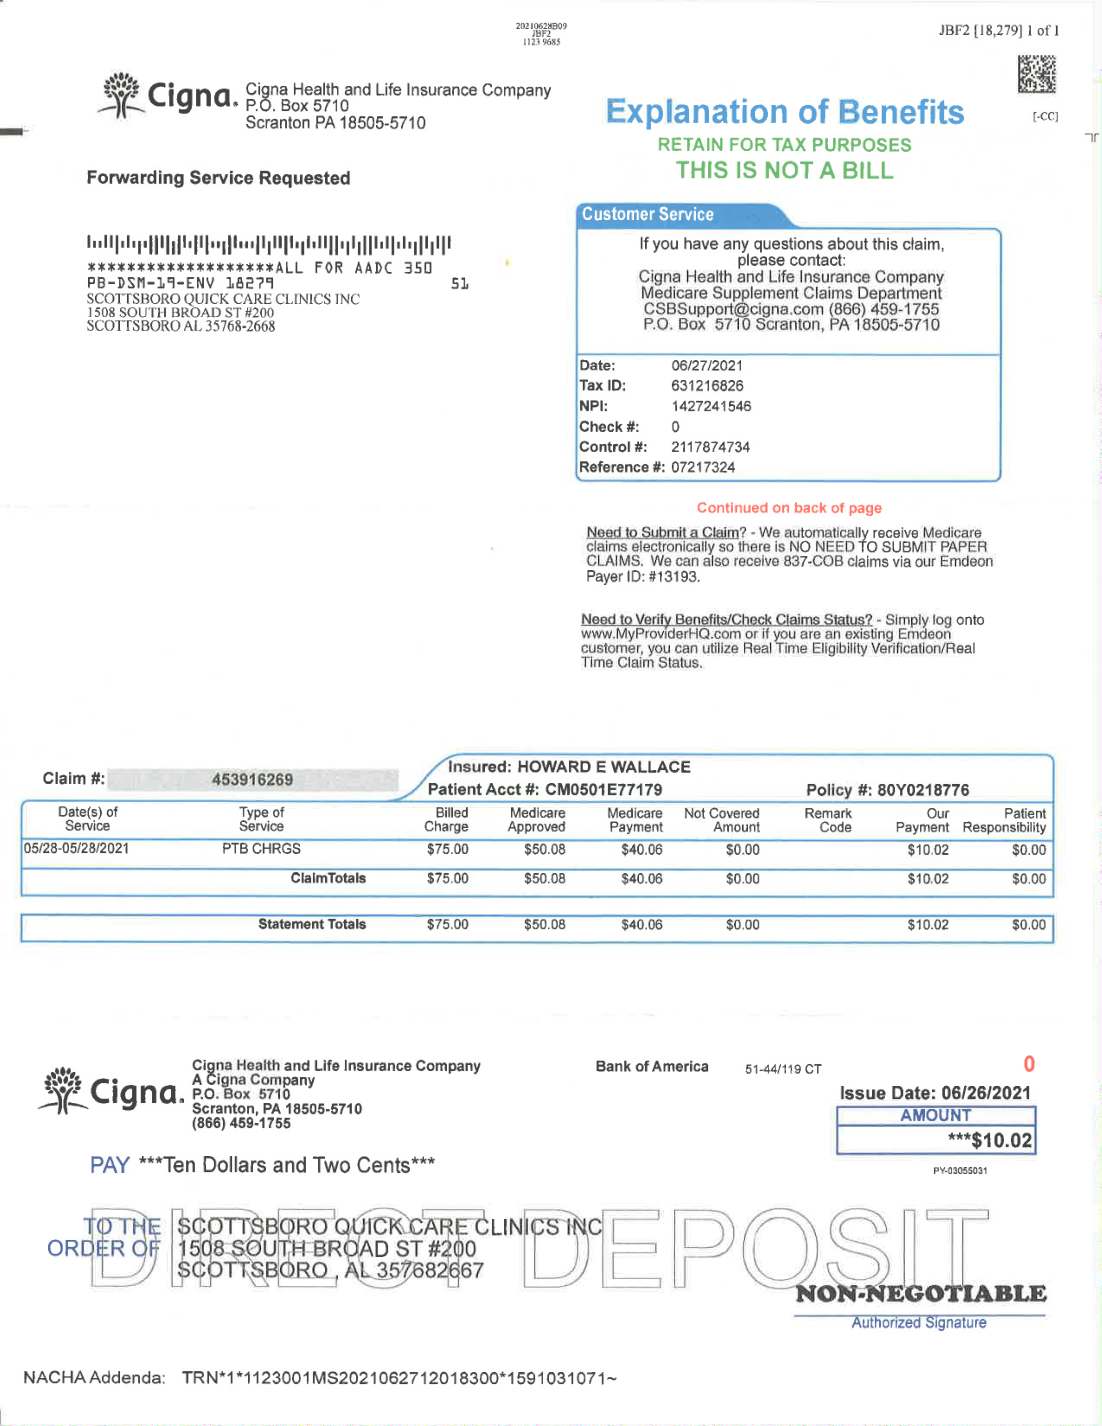 20210628B09
JBF2
1123 9685
JBF2 [18,279] 1 of 1
Cigna.
Cigna Health and Life Insurance Company
P.O. Box 5710
Scranton PA 18505-5710
Explanation of Benefits
RETAIN FOR TAX PURPOSES
THIS IS NOT A BILL
[-CC]
Forwarding Service Requested
*******************ALL FOR AADC 350
PB-DSM-19-ENV 18279 51
SCOTTSBORO QUICK CARE CLINICS INC
1508 SOUTH BROAD ST #200
SCOTTSBORO AL 35768-2668
Customer Service
If you have any questions about this claim,
please contact:
Cigna Health and Life Insurance Company
Medicare Supplement Claims Department
CSBSupport@cigna.com (866) 459-1755
P.O. Box 5710 Scranton, PA 18505-5710
Date: 06/27/2021
Tax ID: 631216826
NPI: 1427241546
Check #: 0
Control #: 2117874734
Reference #: 07217324
Continued on back of page
Need to Submit a Claim? - We automatically receive Medicare
claims electronically so there is NO NEED TO SUBMIT PAPER
CLAIMS. We can also receive 837-COB claims via our Emdeon
Payer ID: #13193.
Need to Verify Benefits/Check Claims Status? - Simply log onto
www.MyProviderHQ.com or if you are an existing Emdeon
customer, you can utilize Real Time Eligibility Verification/Real
Time Claim Status.
Claim #: 453916269
Insured: HOWARD E WALLACE
Patient Acct #: CM0501E77179 Policy #: 80Y0218776
Date(s) of Service Type of Service Billed Charge Medicare Approved Medicare Payment Not Covered Amount Remark Code Our Payment Patient Responsibility
05/28-05/28/2021 PTB CHRGS $75.00 $50.08 $40.06 $0.00 $10.02 $0.00
ClaimTotals $75.00 $50.08 $40.06 $0.00 $10.02 $0.00
Statement Totals $75.00 $50.08 $40.06 $0.00 $10.02 $0.00
Cigna.
Cigna Health and Life Insurance Company
A Cigna Company
P.O. Box 5710
Scranton, PA 18505-5710
(866) 459-1755
Bank of America 51-44/119 CT
0
Issue Date: 06/26/2021
AMOUNT
***$10.02
PY-03055031
PAY ***Ten Dollars and Two Cents***
TO THE ORDER OF
SCOTTSBORO QUICK CARE CLINICS INC
1508 SOUTH BROAD ST #200
SCOTTSBORO , AL 357682667
DIRECT DEPOSIT
NON-NEGOTIABLE
Authorized Signature
NACHA Addenda: TRN*1*1123001MS2021062712018300*1591031071~